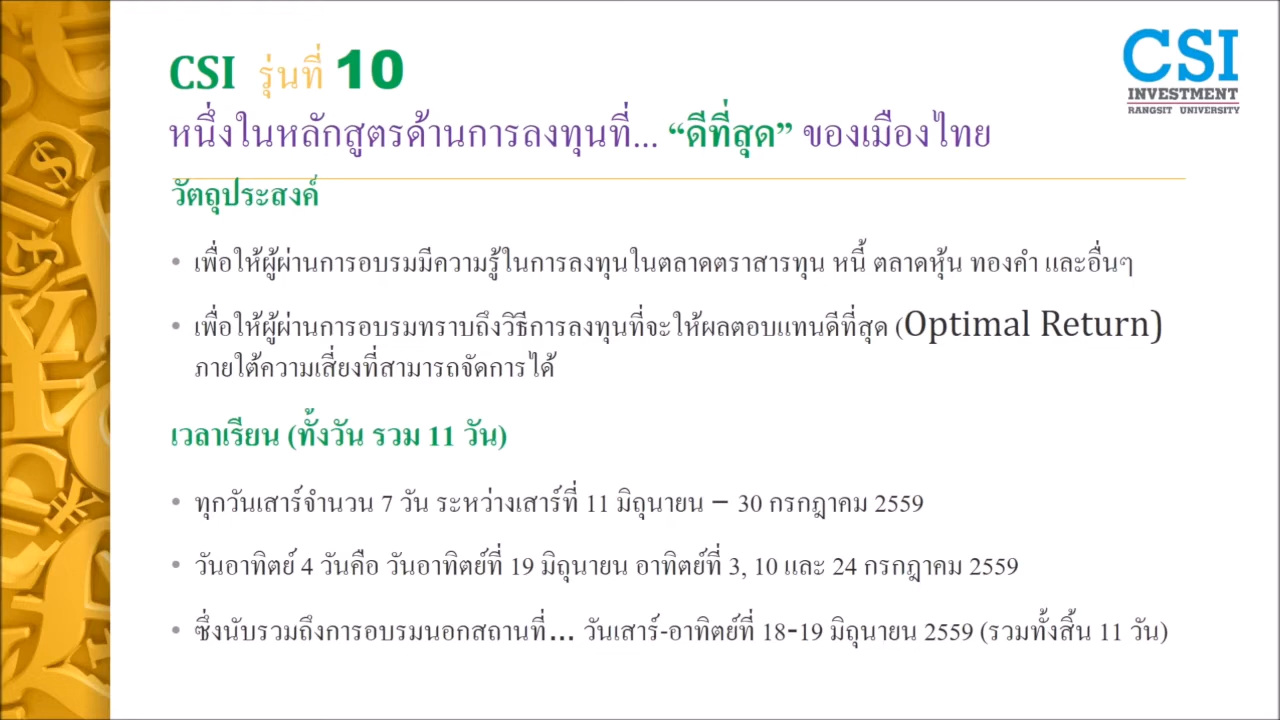 CSI รุ่นที่ 10
หนึ่งในหลักสูตรด้านการลงทุนที่... “ดีที่สุด” ของเมืองไทย
CSI
INVESTMENT
RANGSIT UNIVERSITY
วัตถุประสงค์
• เพื่อให้ผู้ผ่านการอบรมมีความรู้ในการลงทุนในตลาดตราสารทุน หนี้ ตลาดหุ้น ทองคำ และอื่นๆ
• เพื่อให้ผู้ผ่านการอบรมทราบถึงวิธีการลงทุนที่จะให้ผลตอบแทนดีที่สุด (Optimal Return)
ภายใต้ความเสี่ยงที่สามารถจัดการได้
เวลาเรียน (ทั้งวัน รวม 11 วัน)
• ทุกวันเสาร์จำนวน 7 วัน ระหว่างเสาร์ที่ 11 มิถุนายน – 30 กรกฎาคม 2559
• วันอาทิตย์ 4 วันคือ วันอาทิตย์ที่ 19 มิถุนายน อาทิตย์ที่ 3, 10 และ 24 กรกฎาคม 2559
• ซึ่งนับรวมถึงการอบรมนอกสถานที่... วันเสาร์-อาทิตย์ที่ 18-19 มิถุนายน 2559 (รวมทั้งสิ้น 11 วัน)